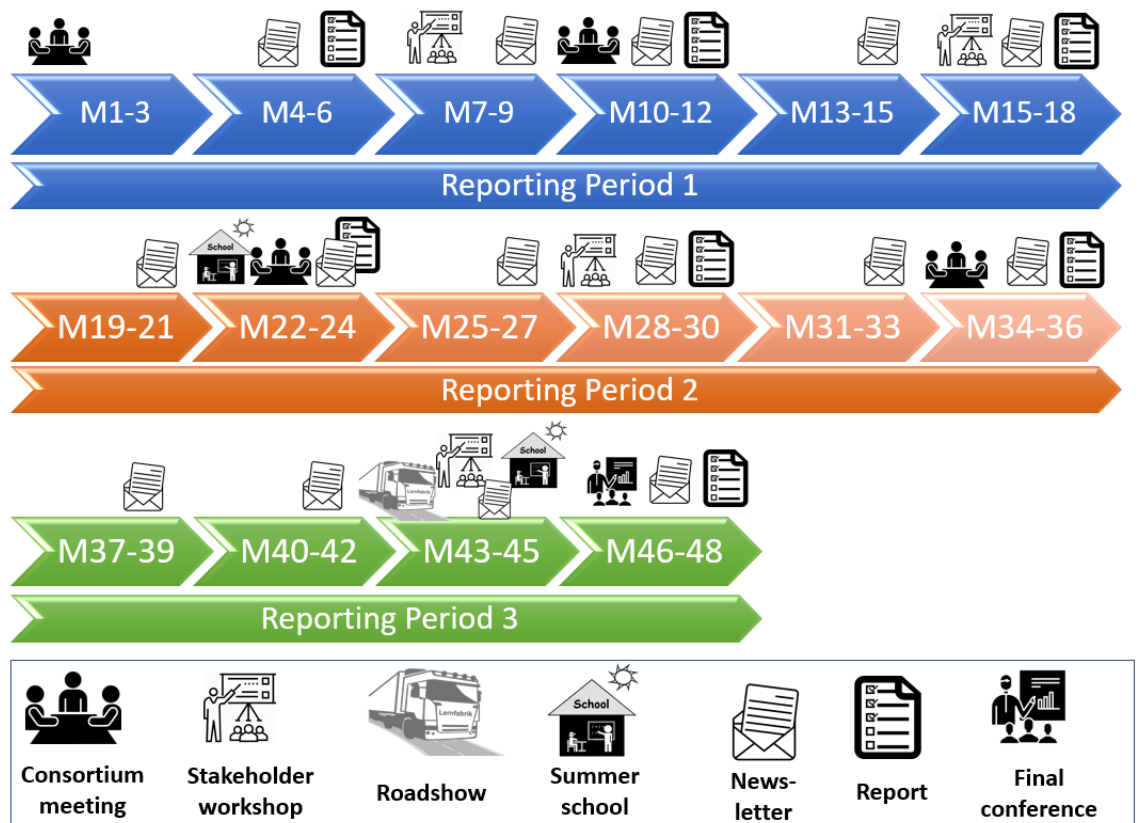 M1-3
M4-6
M7-9
M10-12
M13-15
M15-18
Reporting Period 1
School
M19-21
M22-24
M25-27
M28-30
M31-33
M34-36
Reporting Period 2
School
Lernfabrik
M37-39
M40-42
M43-45
M46-48
Reporting Period 3
Lernfabrik
School
Consortium
meeting
Stakeholder
workshop
Roadshow
Summer
school
News-
letter
Report
Final
conference